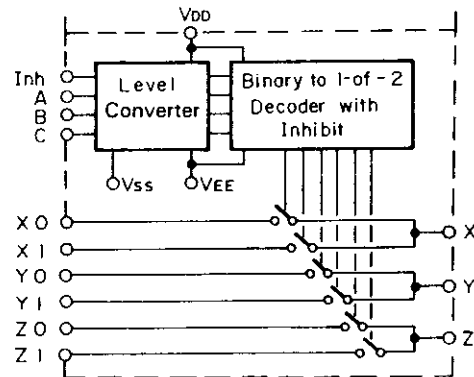 VDD
Inh
A
B
C
Level
Converter
Binary to 1-of-2
Decoder with
Inhibit
VSS
VEE
X0
X1
Y0
Y1
Z0
Z1
X
Y
Z